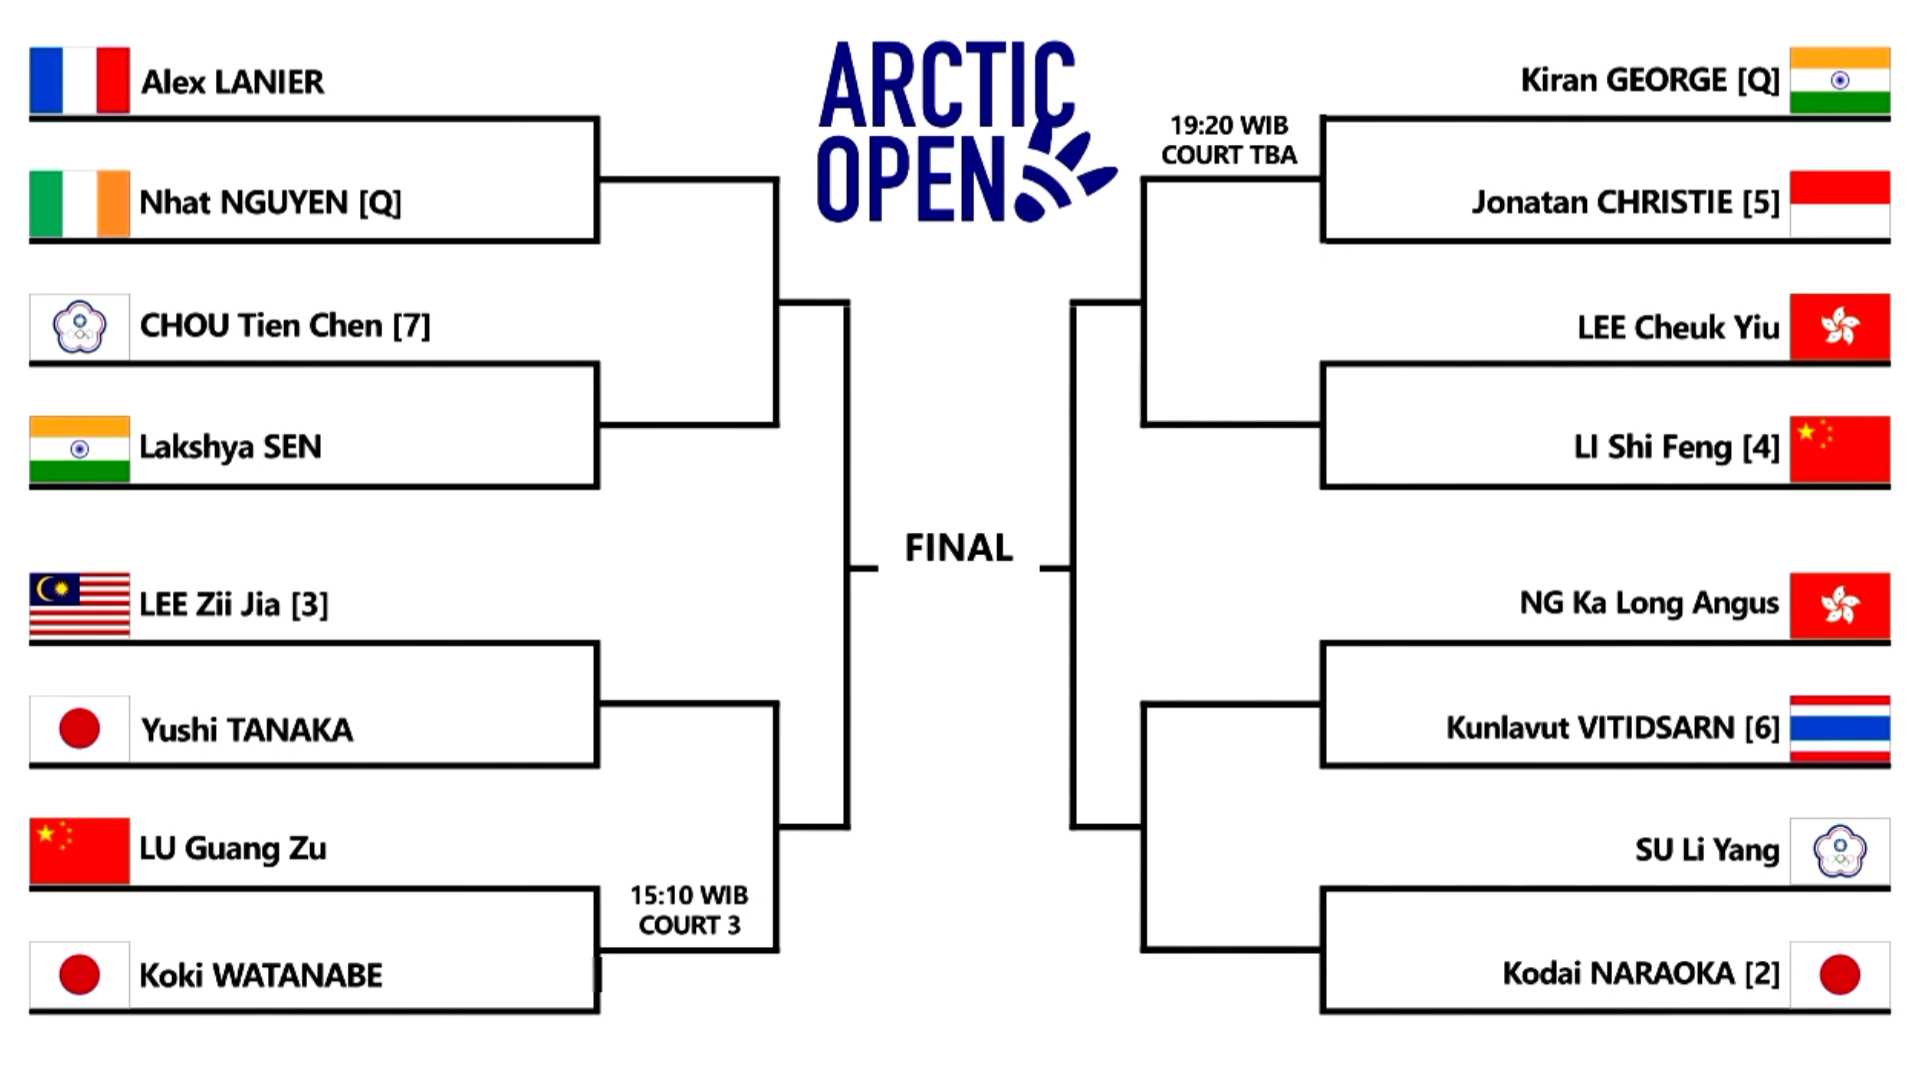 Alex LANIER
Nhat NGUYEN [Q]
CHOU Tien Chen [7]
Lakshya SEN
LEE Zii Jia [3]
Yushi TANAKA
LU Guang Zu
15:10 WIB
COURT 3
Koki WATANABE
ARCTIC
OPEN
FINAL
Kiran GEORGE [Q]
19:20 WIB
COURT TBA
Jonatan CHRISTIE [5]
LEE Cheuk Yiu
LI Shi Feng [4]
NG Ka Long Angus
Kunlavut VITIDSARN [6]
SU Li Yang
Kodai NARAOKA [2]